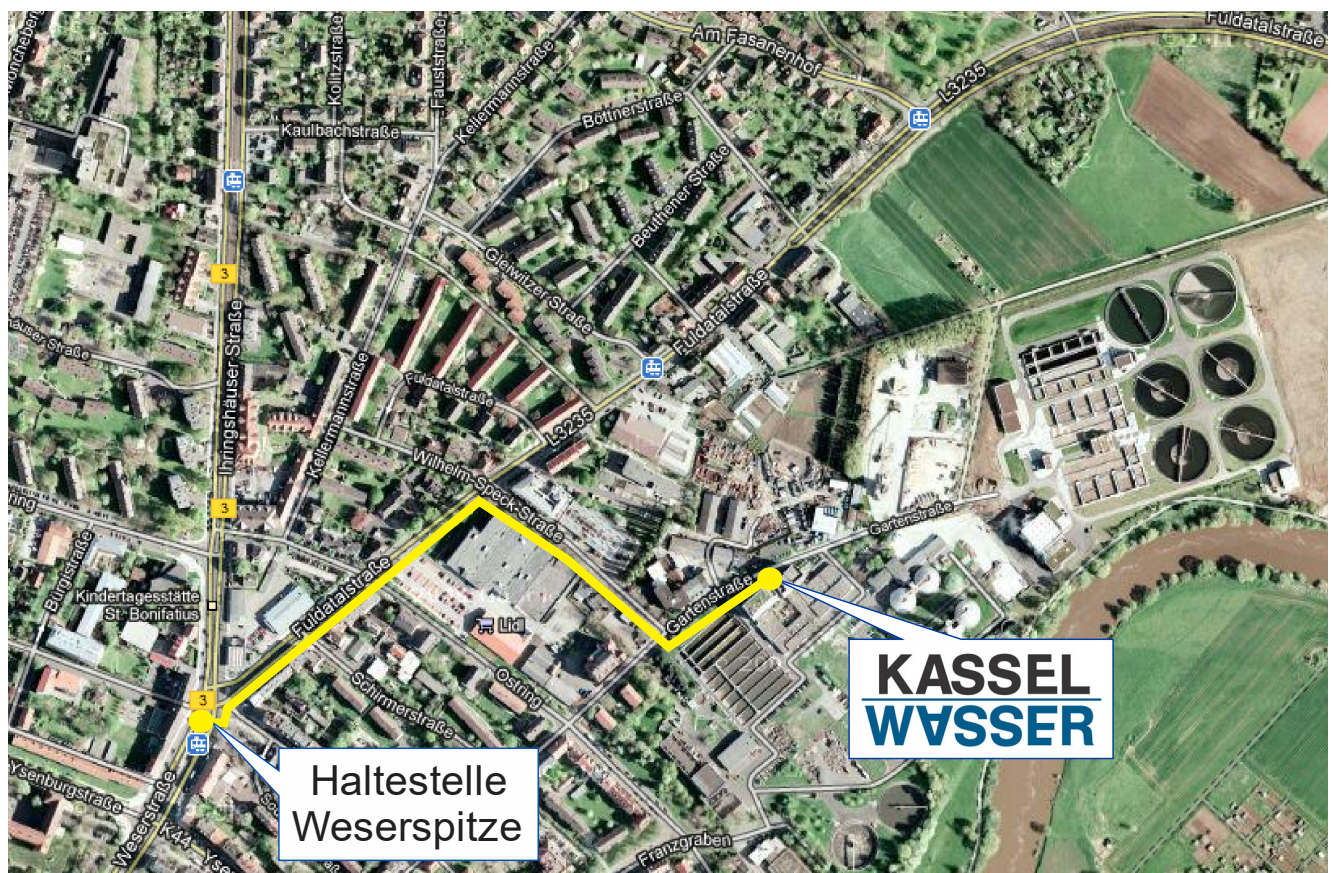 Fuldatalstraße
Am Fasanenhof
L3235
Kolitzstraße
Fauststraße
Kellermannstraße
Kaulbachstraße
Böttnerstraße
Beuthener Straße
Gleiwitzer Straße
Fuldatalstraße
3
Ihringshäuser-Straße
Kellermannstraße
Fuldatalstraße
L3235
Wilhelm-Speck-Straße
3
Gartenstraße
Bürgistraße
Kindertagesstätte
St. Bonifatius
Fuldatalstraße
Gartenstraße
Lidl
Ostring
Schirmerstraße
3
KASSEL
WASSER
Haltestelle
Weserspitze
Ysenburgstraße
Weserstraße
K44
Franzgraben